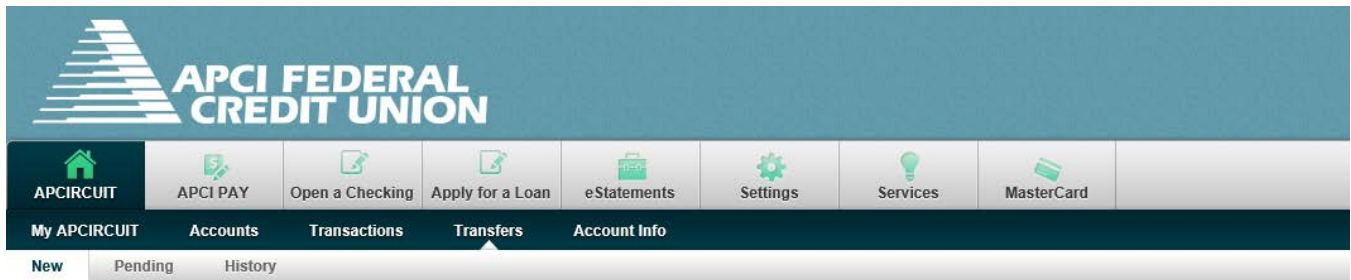 APCI FEDERAL
CREDIT UNION
APCIRCUIT APCI PAY Open a Checking Apply for a Loan eStatements Settings Services MasterCard
My APCIRCUIT Accounts Transactions Transfers Account Info
New Pending History